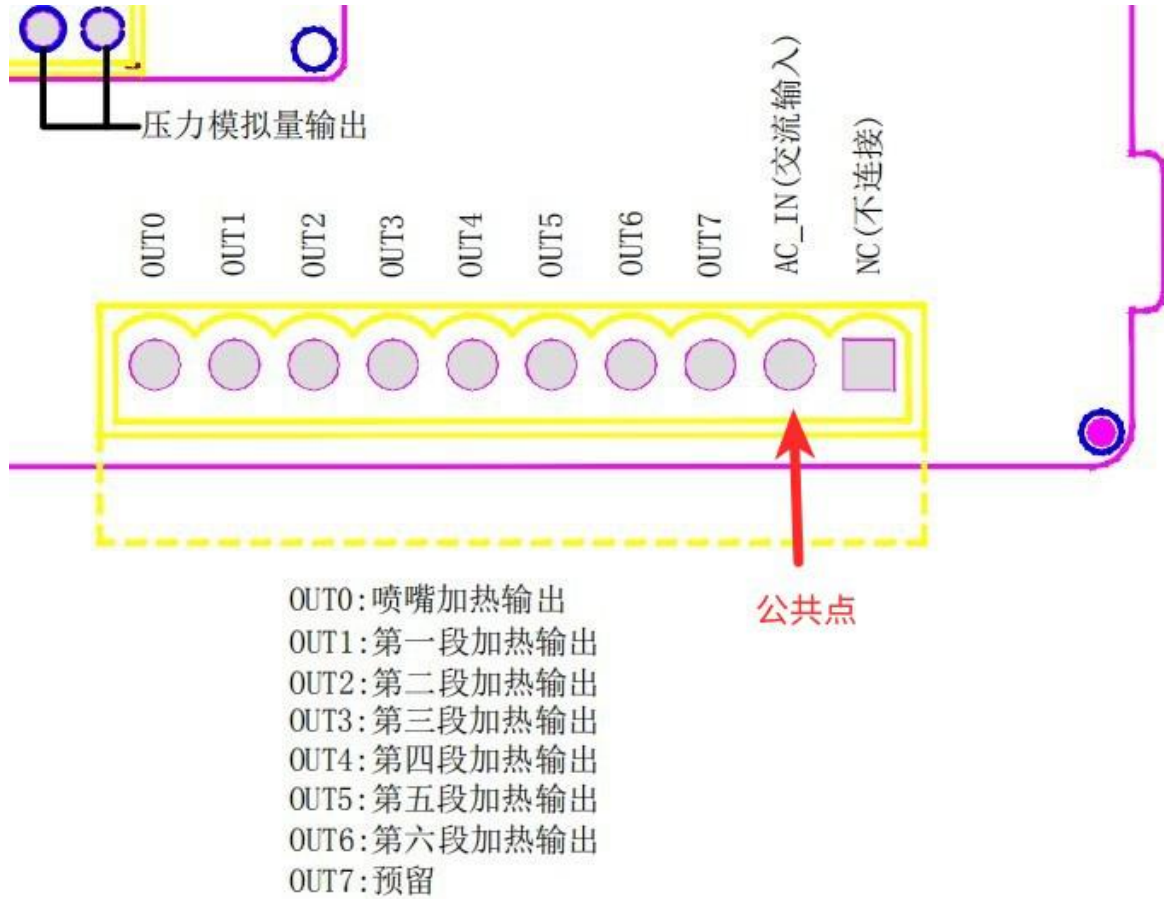 压力模拟量输出
OUT0
OUT1
OUT2
OUT3
OUT4
OUT5
OUT6
OUT7
AC_IN(交流输入)
NC(不连接)
公共点
OUT0:喷嘴加热输出
OUT1:第一段加热输出
OUT2:第二段加热输出
OUT3:第三段加热输出
OUT4:第四段加热输出
OUT5:第五段加热输出
OUT6:第六段加热输出
OUT7:预留